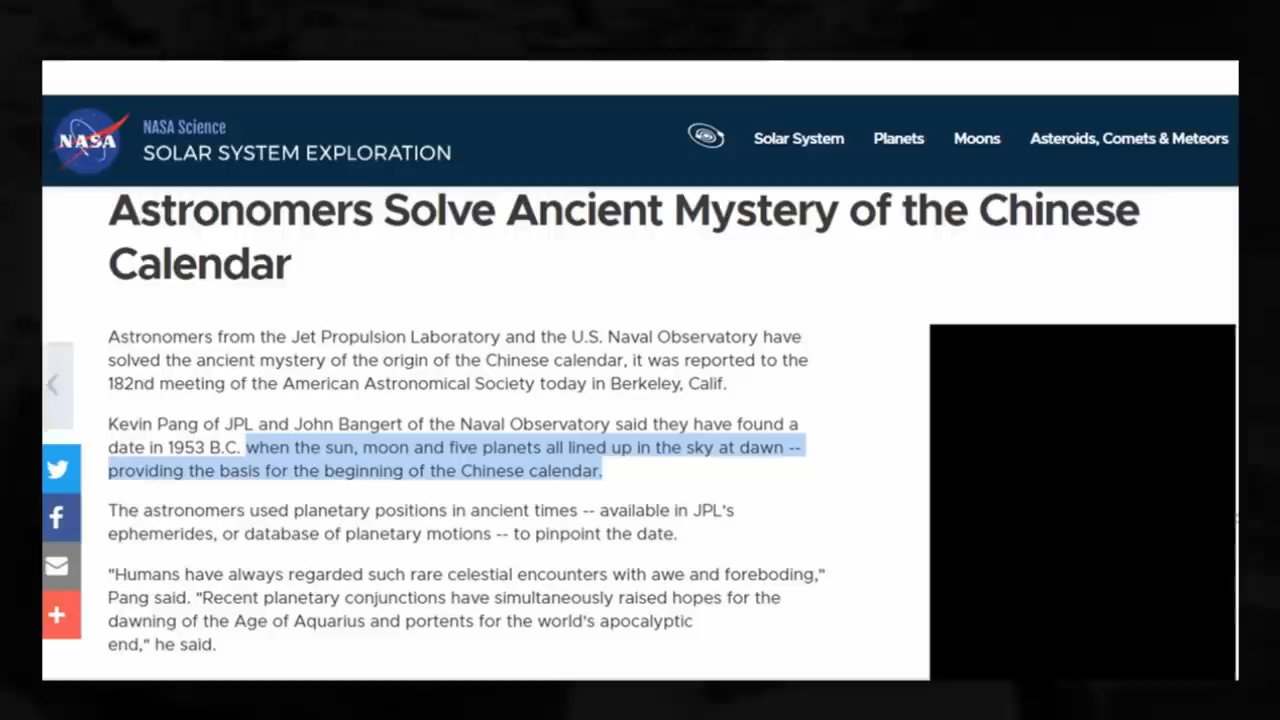 NASA
NASA Science
SOLAR SYSTEM EXPLORATION
Solar System
Planets
Moons
Asteroids, Comets & Meteors
Astronomers Solve Ancient Mystery of the Chinese
Calendar
Astronomers from the Jet Propulsion Laboratory and the U.S. Naval Observatory have
solved the ancient mystery of the origin of the Chinese calendar, it was reported to the
182nd meeting of the American Astronomical Society today in Berkeley, Calif.
Kevin Pang of JPL and John Bangert of the Naval Observatory said they have found a
date in 1953 B.C. when the sun, moon and five planets all lined up in the sky at dawn --
providing the basis for the beginning of the Chinese calendar.
The astronomers used planetary positions in ancient times -- available in JPL's
ephemerides, or database of planetary motions -- to pinpoint the date.
"Humans have always regarded such rare celestial encounters with awe and foreboding,"
Pang said. "Recent planetary conjunctions have simultaneously raised hopes for the
dawning of the Age of Aquarius and portents for the world's apocalyptic
end," he said.